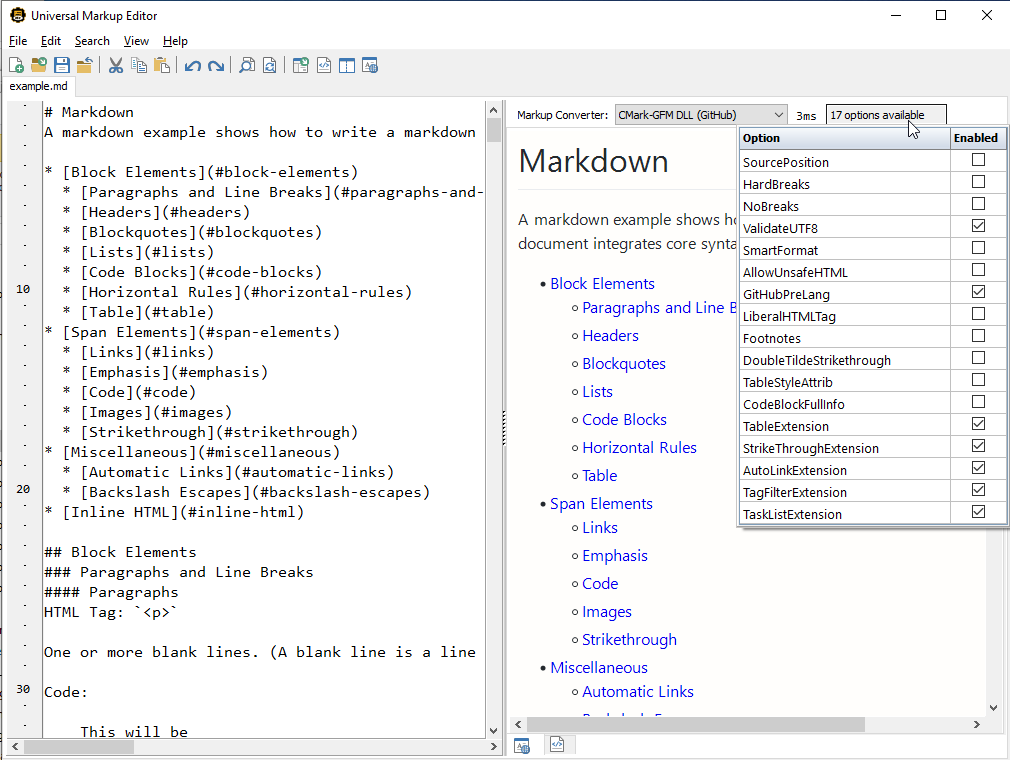 Universal Markup Editor
File Edit Search View Help
example.md
# Markdown
A markdown example shows how to write a markdown
* [Block Elements](#block-elements)
* [Paragraphs and Line Breaks](#paragraphs-and-
* [Headers](#headers)
* [Blockquotes](#blockquotes)
* [Lists](#lists)
* [Code Blocks](#code-blocks)
10 * [Horizontal Rules](#horizontal-rules)
* [Table](#table)
* [Span Elements](#span-elements)
* [Links](#links)
* [Emphasis](#emphasis)
* [Code](#code)
* [Images](#images)
* [Strikethrough](#strikethrough)
* [Miscellaneous](#miscellaneous)
* [Automatic Links](#automatic-links)
20 * [Backslash Escapes](#backslash-escapes)
* [Inline HTML](#inline-html)
## Block Elements
### Paragraphs and Line Breaks
#### Paragraphs
HTML Tag: `<p>`
One or more blank lines. (A blank line is a line
30 Code:
This will be
Markup Converter: CMark-GFM DLL (GitHub) 3ms 17 options available
Markdown
A markdown example shows
document integrates core
• Block Elements
Paragraphs and Line
Headers
Blockquotes
Lists
Code Blocks
Horizontal Rules
Table
• Span Elements
Links
Emphasis
Code
Images
Strikethrough
• Miscellaneous
Automatic Links
Option Enabled
SourcePosition
HardBreaks
NoBreaks
ValidateUTF8
SmartFormat
AllowUnsafeHTML
GitHubPreLang
LiberalHTMLTag
Footnotes
DoubleTildeStrikethrough
TableStyleAttrib
CodeBlockFullInfo
TableExtension
StrikeThroughExtension
AutoLinkExtension
TagFilterExtension
TaskListExtension